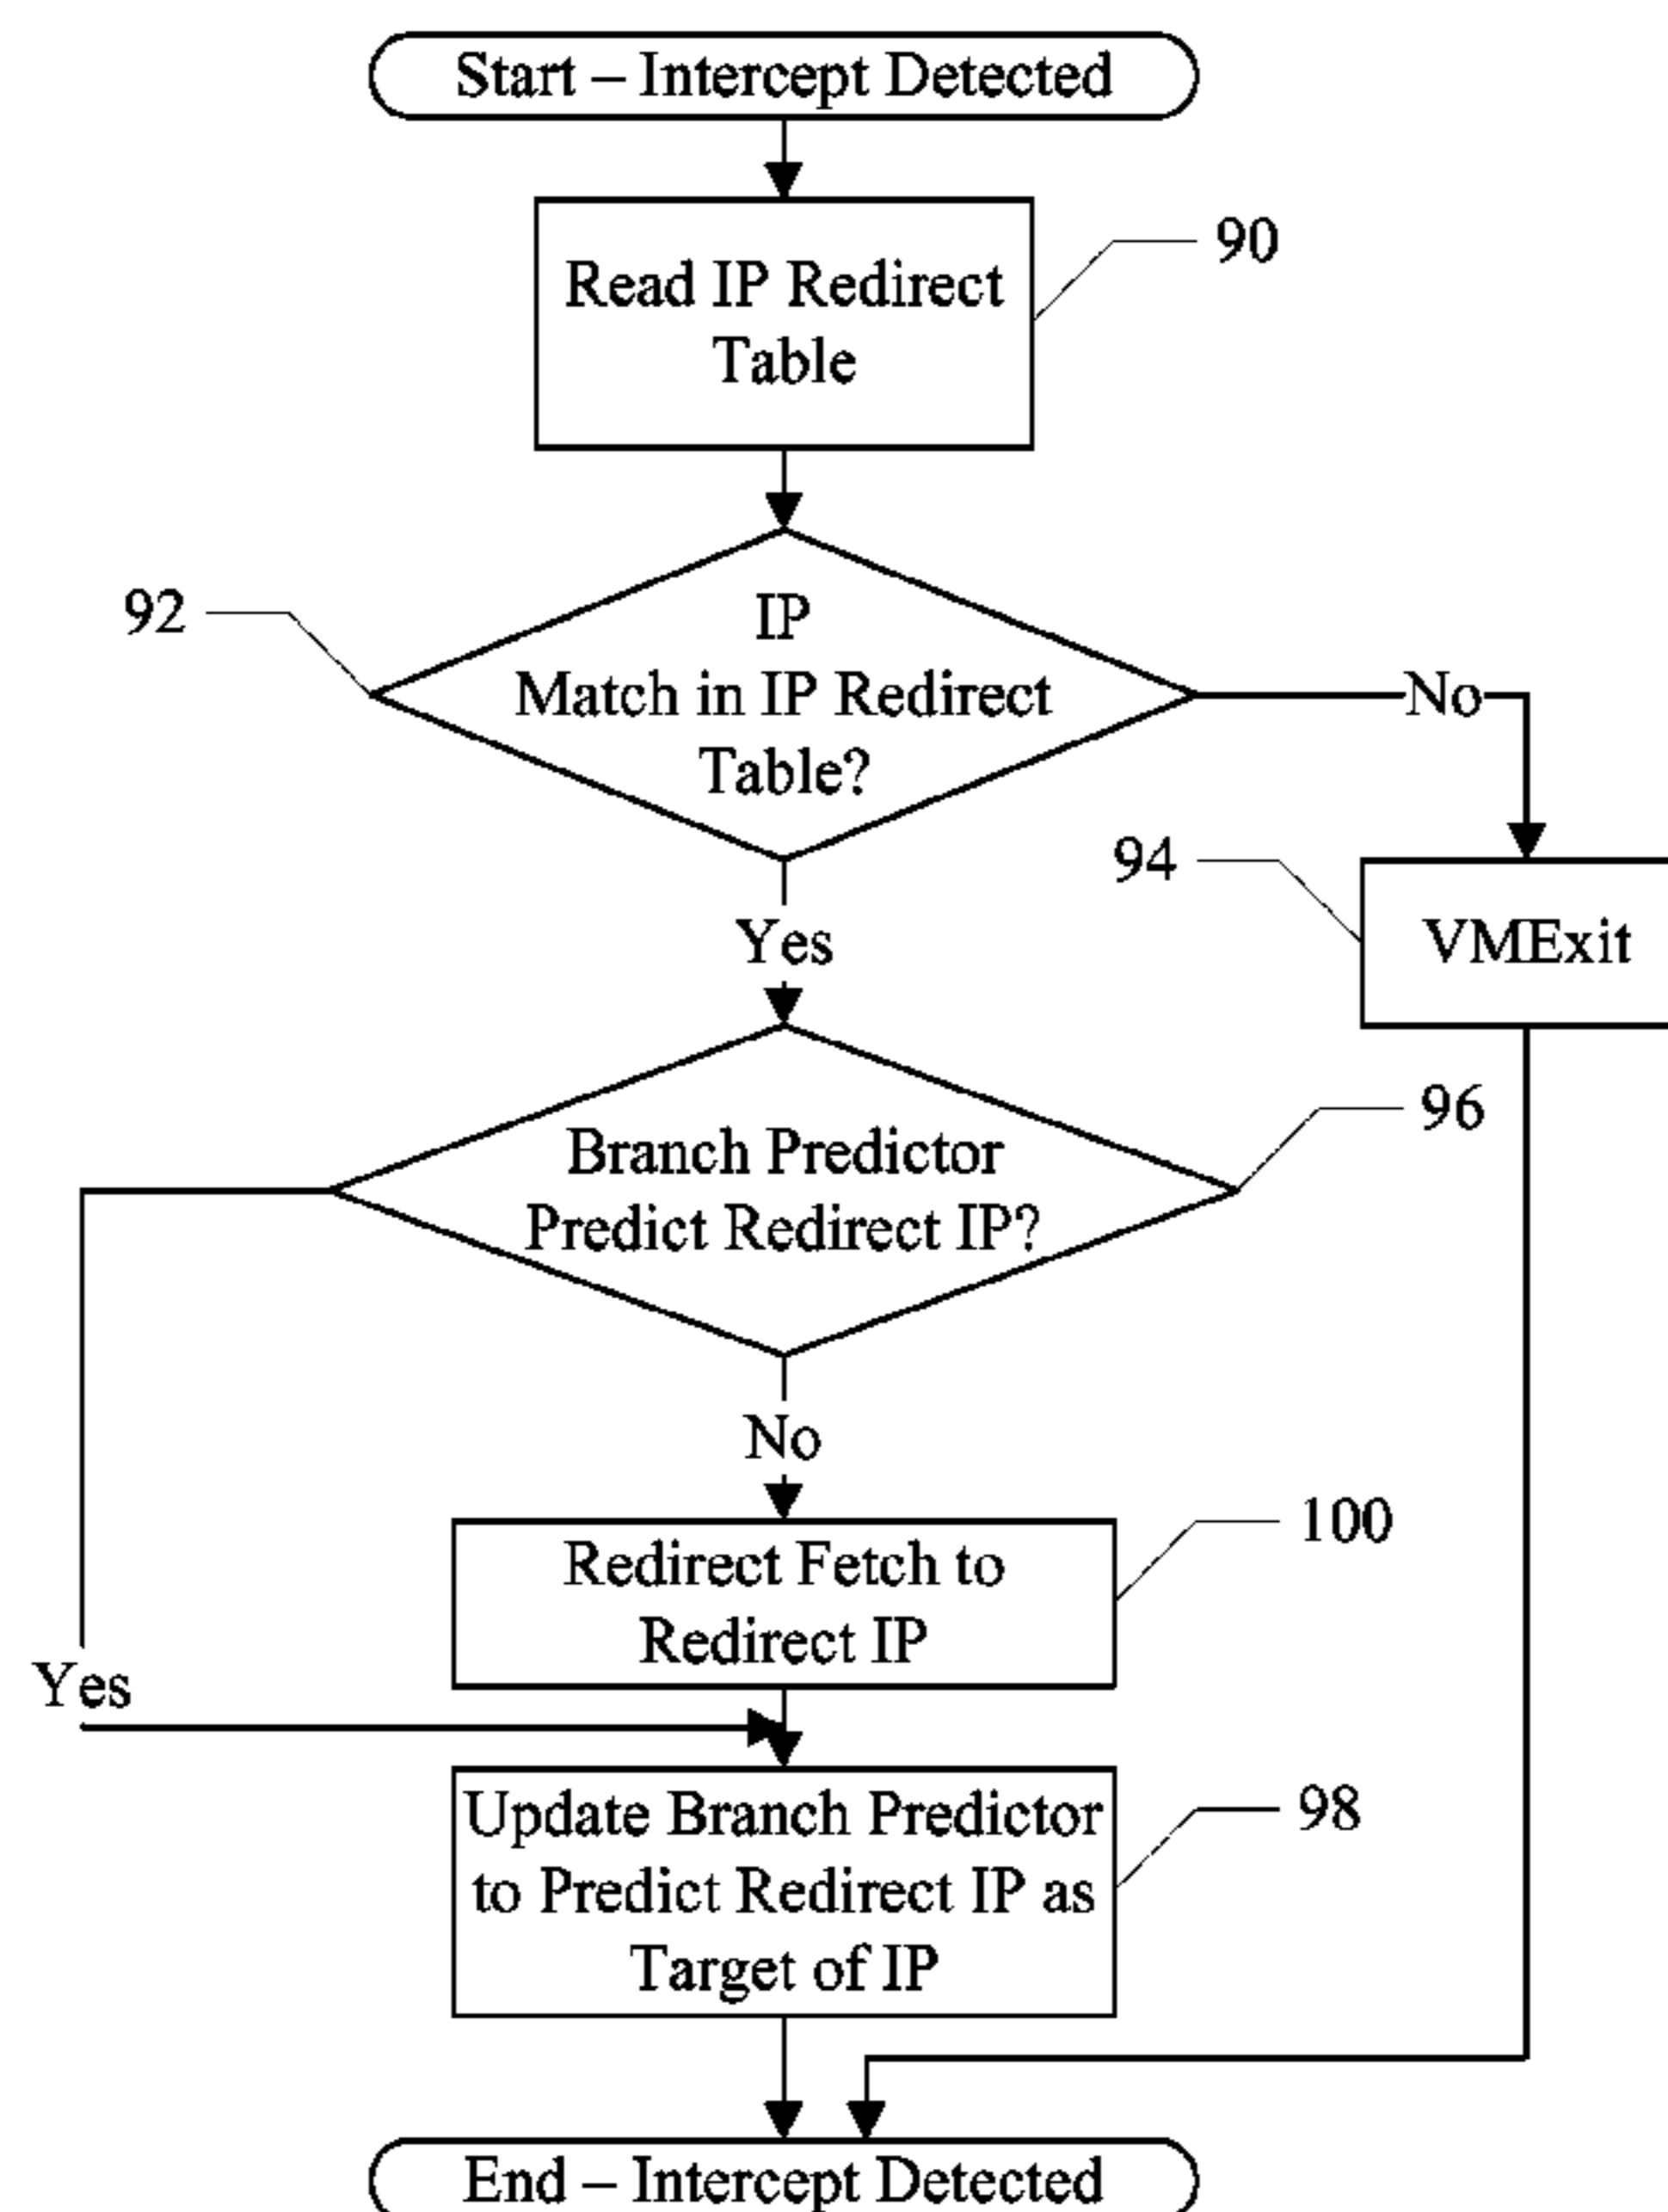 Start – Intercept Detected
90
Read IP Redirect
Table
92
IP
Match in IP Redirect
Table?
No
94
VMExit
Yes
96
Branch Predictor
Predict Redirect IP?
No
100
Redirect Fetch to
Redirect IP
Yes
98
Update Branch Predictor
to Predict Redirect IP as
Target of IP
End – Intercept Detected